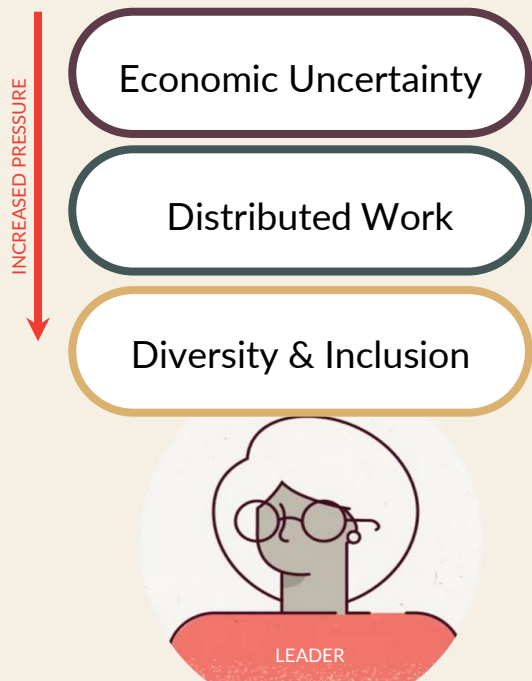 INCREASED PRESSURE
Economic Uncertainty
Distributed Work
Diversity & Inclusion
LEADER